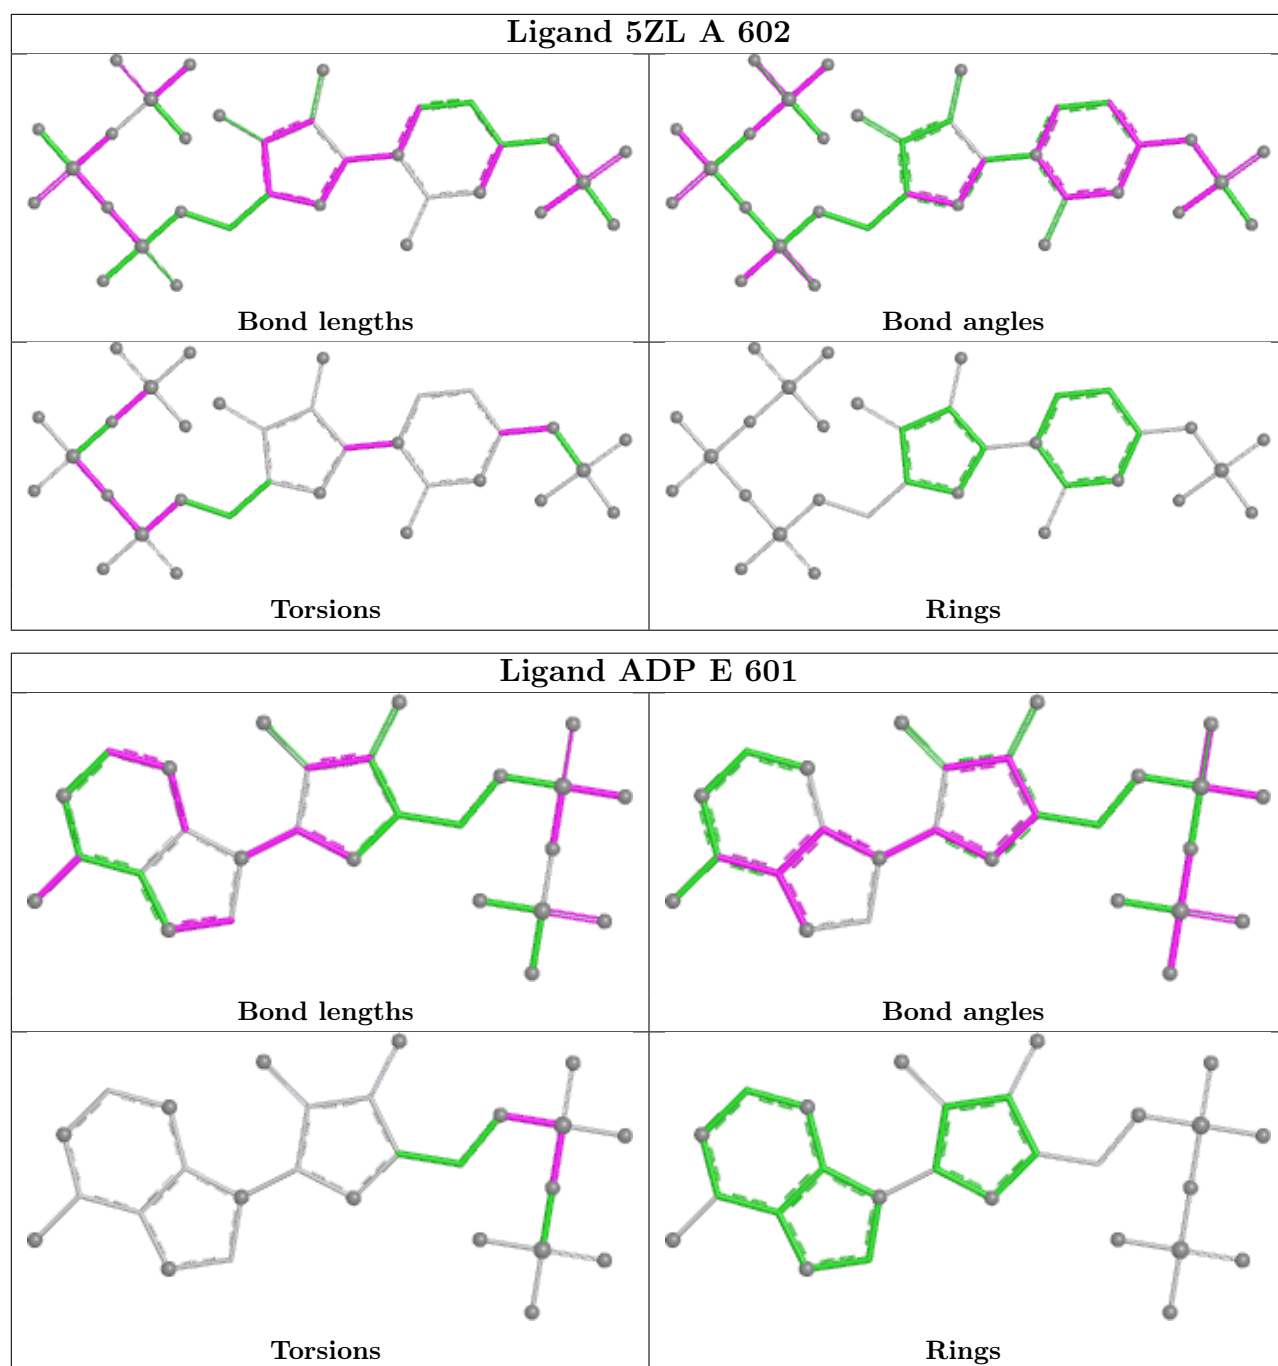 Ligand 5ZL A 602
Bond lengths
Bond angles
Torsions
Rings
Ligand ADP E 601
Bond lengths
Bond angles
Torsions
Rings